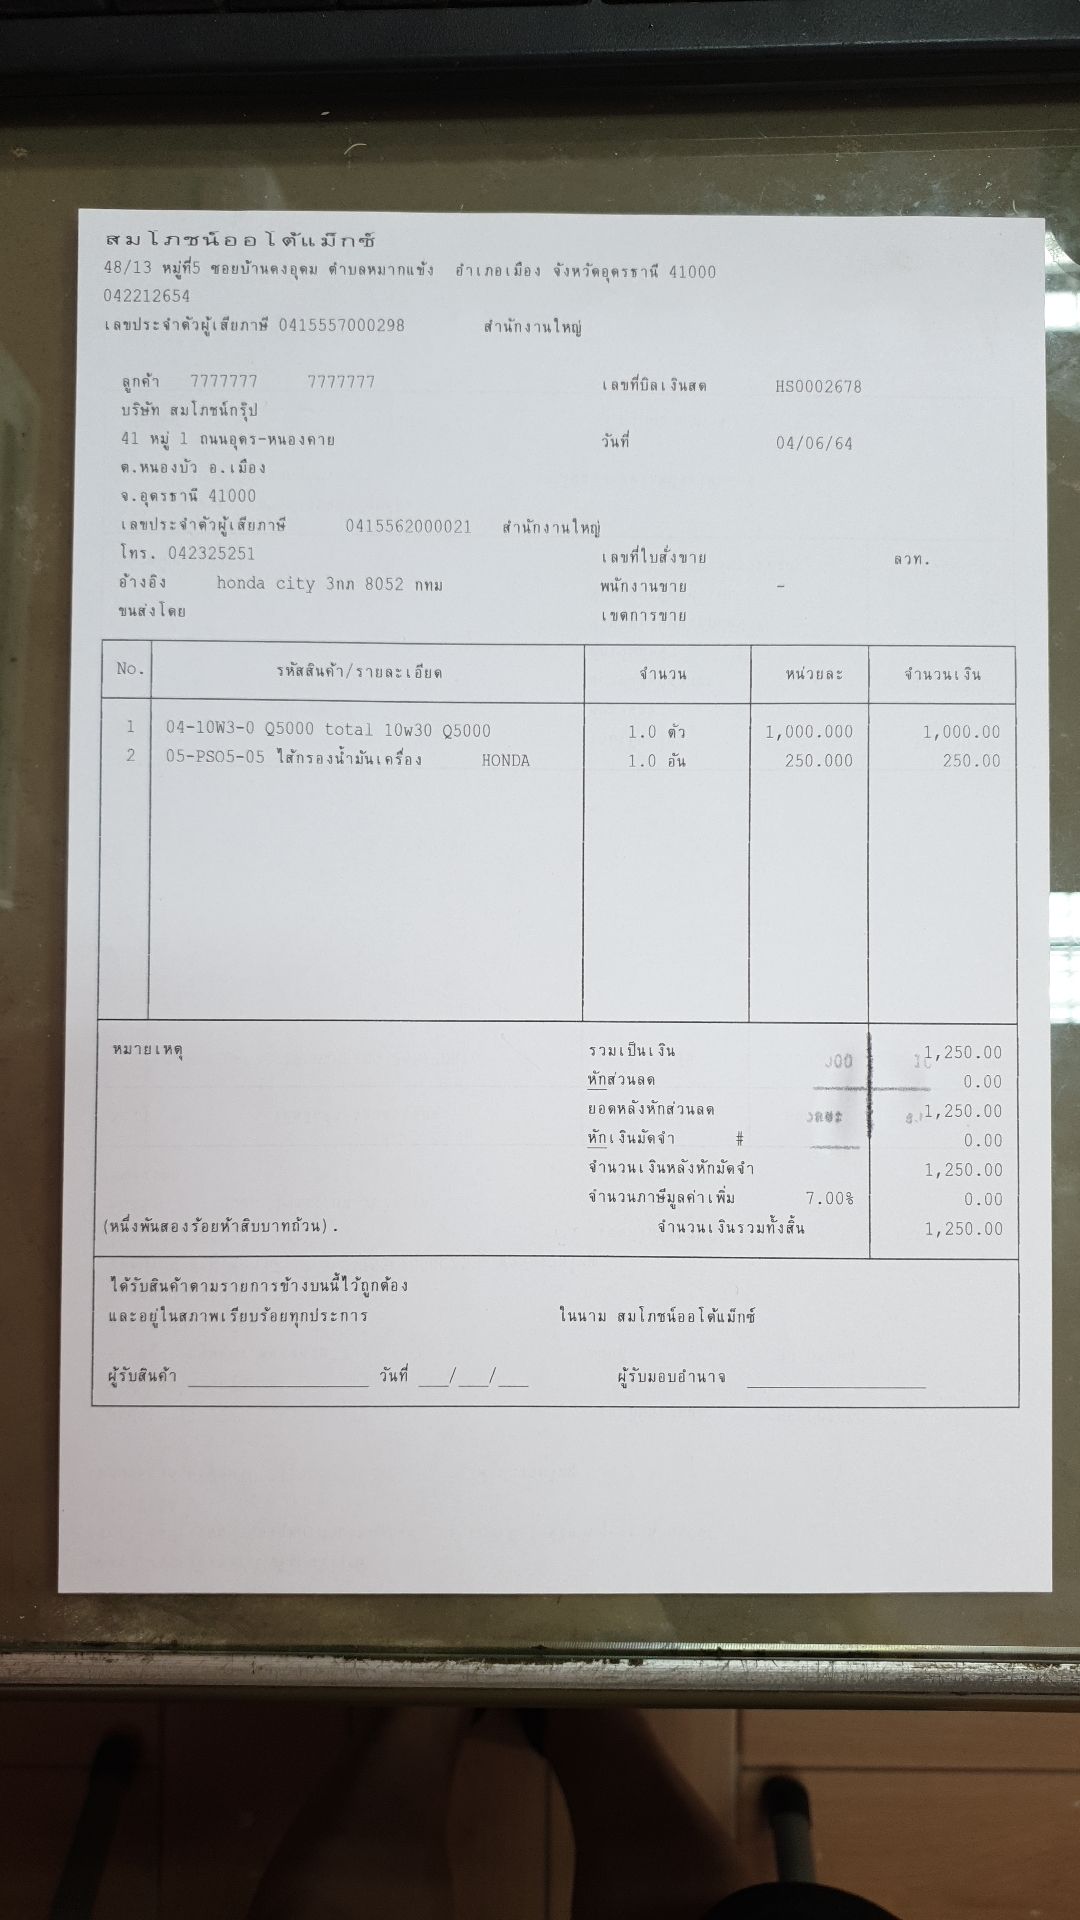 สมโภชน์ออโต้แม็กซ์
48/13 หมู่ที่5 ซอยบ้านดงอุดม ตำบลหมากแข้ง อำเภอเมือง จังหวัดอุดรธานี 41000
042212654
เลขประจำตัวผู้เสียภาษี 0415557000298 สำนักงานใหญ่
ลูกค้า 7777777 7777777 เลขที่บิลเงินสด HS0002678
บริษัท สมโภชน์กรุ๊ป
41 หมู่ 1 ถนนอุดร-หนองคาย วันที่ 04/06/64
ต.หนองบัว อ.เมือง
จ.อุดรธานี 41000
เลขประจำตัวผู้เสียภาษี 0415562000021 สำนักงานใหญ่
โทร. 042325251 เลขที่ใบสั่งขาย ลวท.
อ้างอิง honda city 3กภ 8052 กทม พนักงานขาย -
ขนส่งโดย เขตการขาย
No. รหัสสินค้า/รายละเอียด จำนวน หน่วยละ จำนวนเงิน
1 04-10W3-0 Q5000 total 10w30 Q5000 1.0 ตัว 1,000.000 1,000.00
2 05-PSO5-05 ไส้กรองน้ำมันเครื่อง HONDA 1.0 อัน 250.000 250.00
หมายเหตุ รวมเป็นเงิน 1,250.00
หักส่วนลด 0.00
ยอดหลังหักส่วนลด 1,250.00
หักเงินมัดจำ # 0.00
จำนวนเงินหลังหักมัดจำ 1,250.00
จำนวนภาษีมูลค่าเพิ่ม 7.00% 0.00
(หนึ่งพันสองร้อยห้าสิบบาทถ้วน). จำนวนเงินรวมทั้งสิ้น 1,250.00
ได้รับสินค้าตามรายการข้างบนนี้ไว้ถูกต้อง
และอยู่ในสภาพเรียบร้อยทุกประการ ในนาม สมโภชน์ออโต้แม็กซ์
ผู้รับสินค้า ____________________ วันที่ ___/___/___ ผู้รับมอบอำนาจ ____________________